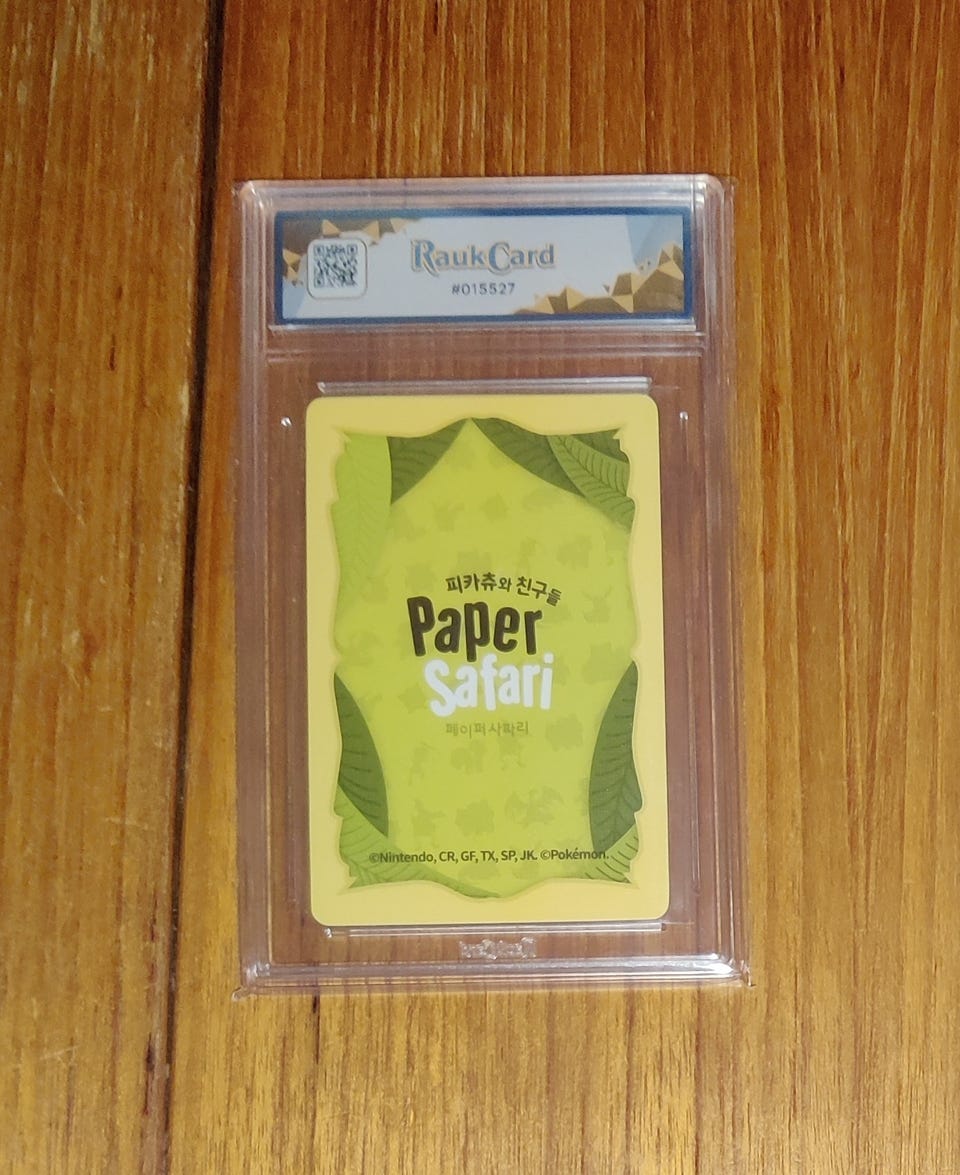 RaukCard
#015527
피카츄와 친구들
Paper
Safari
페이퍼사파리
©Nintendo, CR, GF, TX, SP, JK. ©Pokémon.